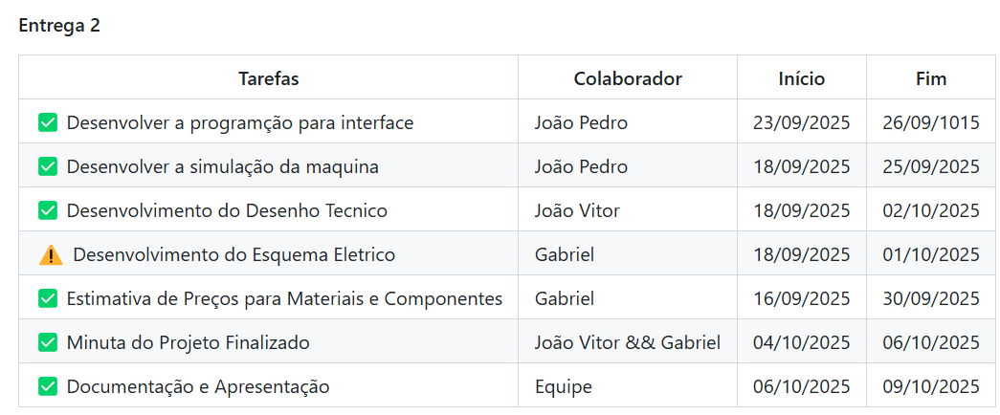 Entrega 2
Tarefas Colaborador Início Fim
✅ Desenvolver a programção para interface João Pedro 23/09/2025 26/09/1015
✅ Desenvolver a simulação da maquina João Pedro 18/09/2025 25/09/2025
✅ Desenvolvimento do Desenho Tecnico João Vitor 18/09/2025 02/10/2025
⚠️ Desenvolvimento do Esquema Eletrico Gabriel 18/09/2025 01/10/2025
✅ Estimativa de Preços para Materiais e Componentes Gabriel 16/09/2025 30/09/2025
✅ Minuta do Projeto Finalizado João Vitor && Gabriel 04/10/2025 06/10/2025
✅ Documentação e Apresentação Equipe 06/10/2025 09/10/2025